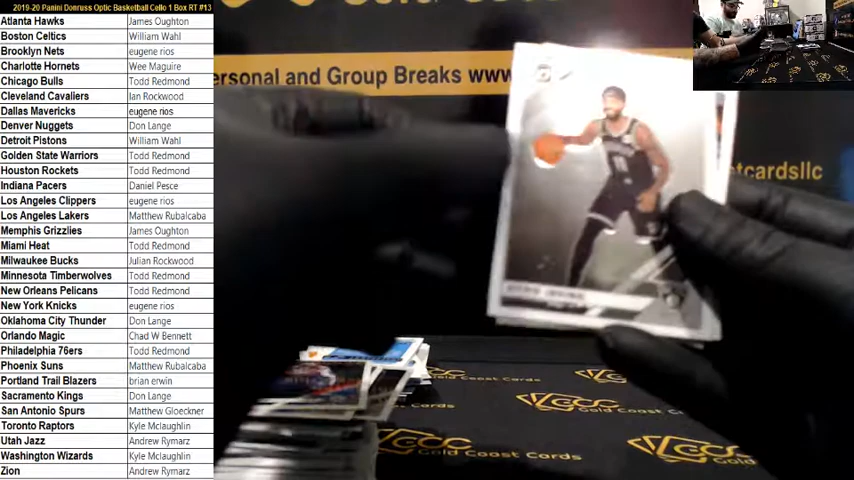 2019-20 Panini Donruss Optic Basketball Cello 1 Box RT #13
Atlanta Hawks James Oughton
Boston Celtics William Wahl
Brooklyn Nets eugene rios
Charlotte Hornets Wee Maguire
Chicago Bulls Todd Redmond
Cleveland Cavaliers Ian Rockwood
Dallas Mavericks eugene rios
Denver Nuggets Don Lange
Detroit Pistons William Wahl
Golden State Warriors Todd Redmond
Houston Rockets Todd Redmond
Indiana Pacers Daniel Pesce
Los Angeles Clippers eugene rios
Los Angeles Lakers Matthew Rubalcaba
Memphis Grizzlies James Oughton
Miami Heat Todd Redmond
Milwaukee Bucks Julian Rockwood
Minnesota Timberwolves Todd Redmond
New Orleans Pelicans Todd Redmond
New York Knicks eugene rios
Oklahoma City Thunder Don Lange
Orlando Magic Chad W Bennett
Philadelphia 76ers Todd Redmond
Phoenix Suns Matthew Rubalcaba
Portland Trail Blazers brian erwin
Sacramento Kings Don Lange
San Antonio Spurs Matthew Gloeckner
Toronto Raptors Kyle Mclaughlin
Utah Jazz Andrew Rymarz
Washington Wizards Kyle Mclaughlin
Zion Andrew Rymarz
ersonal and Group Breaks www
tcardsllc
GCC
Gold Coast Cards
Gold Coast Cards